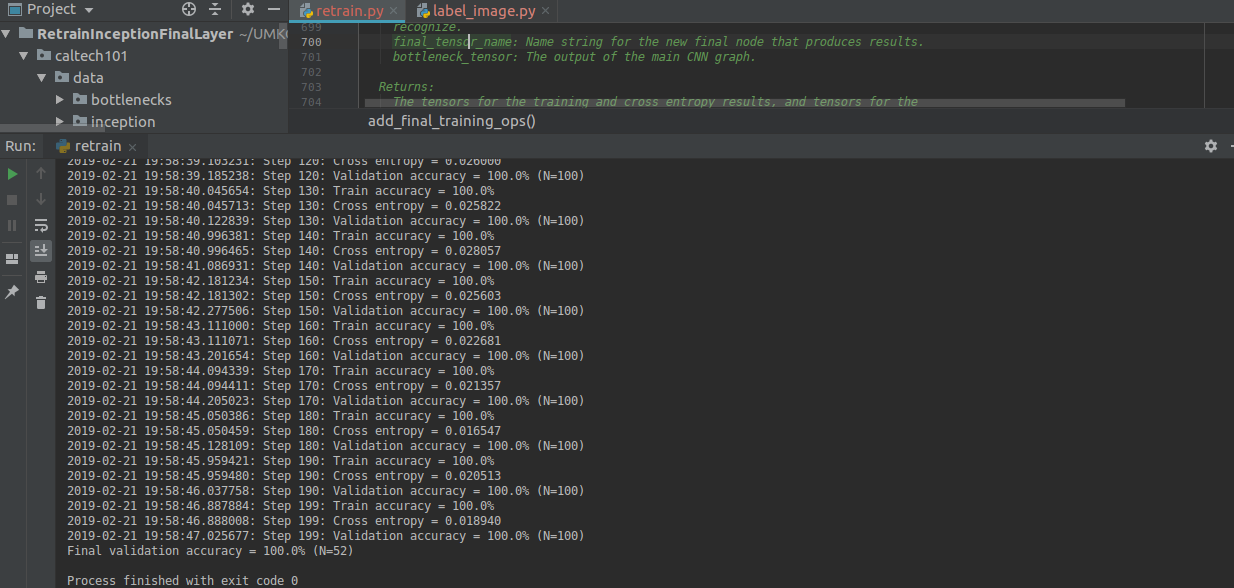 Project
retrain.py
label_image.py
RetrainInceptionFinalLayer ~/UMK
caltech101
data
bottlenecks
inception
699 recognize.
700 final_tensor_name: Name string for the new final node that produces results.
701 bottleneck_tensor: The output of the main CNN graph.
702
703 Returns:
704 The tensors for the training and cross entropy results, and tensors for the
add_final_training_ops()
Run: retrain
2019-02-21 19:58:39.103231: Step 120: Cross entropy = 0.026000
2019-02-21 19:58:39.185238: Step 120: Validation accuracy = 100.0% (N=100)
2019-02-21 19:58:40.045654: Step 130: Train accuracy = 100.0%
2019-02-21 19:58:40.045713: Step 130: Cross entropy = 0.025822
2019-02-21 19:58:40.122839: Step 130: Validation accuracy = 100.0% (N=100)
2019-02-21 19:58:40.996381: Step 140: Train accuracy = 100.0%
2019-02-21 19:58:40.996465: Step 140: Cross entropy = 0.028057
2019-02-21 19:58:41.086931: Step 140: Validation accuracy = 100.0% (N=100)
2019-02-21 19:58:42.181234: Step 150: Train accuracy = 100.0%
2019-02-21 19:58:42.181302: Step 150: Cross entropy = 0.025603
2019-02-21 19:58:42.277506: Step 150: Validation accuracy = 100.0% (N=100)
2019-02-21 19:58:43.111000: Step 160: Train accuracy = 100.0%
2019-02-21 19:58:43.111071: Step 160: Cross entropy = 0.022681
2019-02-21 19:58:43.201654: Step 160: Validation accuracy = 100.0% (N=100)
2019-02-21 19:58:44.094339: Step 170: Train accuracy = 100.0%
2019-02-21 19:58:44.094411: Step 170: Cross entropy = 0.021357
2019-02-21 19:58:44.205023: Step 170: Validation accuracy = 100.0% (N=100)
2019-02-21 19:58:45.050386: Step 180: Train accuracy = 100.0%
2019-02-21 19:58:45.050459: Step 180: Cross entropy = 0.016547
2019-02-21 19:58:45.128109: Step 180: Validation accuracy = 100.0% (N=100)
2019-02-21 19:58:45.959421: Step 190: Train accuracy = 100.0%
2019-02-21 19:58:45.959480: Step 190: Cross entropy = 0.020513
2019-02-21 19:58:46.037758: Step 190: Validation accuracy = 100.0% (N=100)
2019-02-21 19:58:46.887884: Step 199: Train accuracy = 100.0%
2019-02-21 19:58:46.888008: Step 199: Cross entropy = 0.018940
2019-02-21 19:58:47.025677: Step 199: Validation accuracy = 100.0% (N=100)
Final validation accuracy = 100.0% (N=52)
Process finished with exit code 0